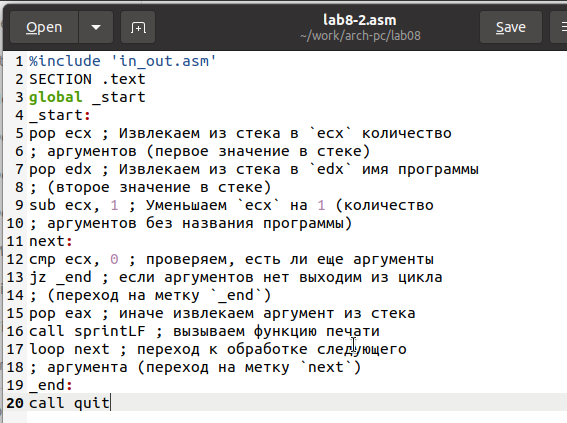 Open
lab8-2.asm
~/work/arch-pc/lab08
Save
1 %include 'in_out.asm'
2 SECTION .text
3 global _start
4 _start:
5 pop ecx ; Извлекаем из стека в `ecx` количество
6 ; аргументов (первое значение в стеке)
7 pop edx ; Извлекаем из стека в `edx` имя программы
8 ; (второе значение в стеке)
9 sub ecx, 1 ; Уменьшаем `ecx` на 1 (количество
10 ; аргументов без названия программы)
11 next:
12 cmp ecx, 0 ; проверяем, есть ли еще аргументы
13 jz _end ; если аргументов нет выходим из цикла
14 ; (переход на метку `_end`)
15 pop eax ; иначе извлекаем аргумент из стека
16 call sprintLF ; вызываем функцию печати
17 loop next ; переход к обработке следующего
18 ; аргумента (переход на метку `next`)
19 _end:
20 call quit